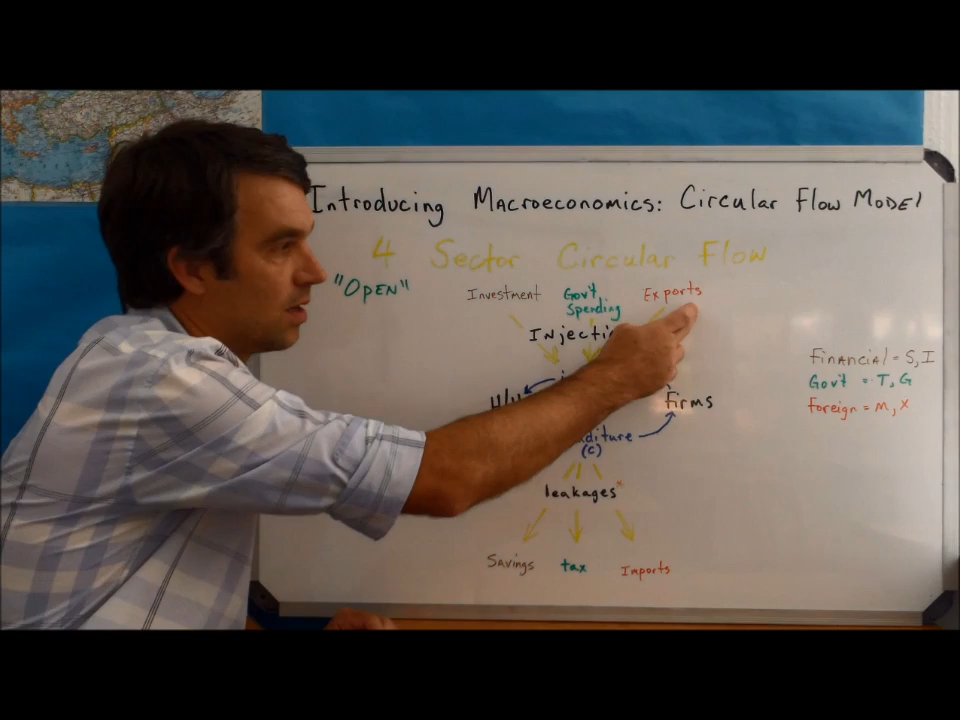 Introducing Macroeconomics: Circular Flow Model
4 Sector Circular Flow
"OPEN"
Investment Gov't Spending Exports
Financial = S, I
Gov't = T, G
Foreign = M, X
Firms
(C)
leakages*
Savings tax Imports